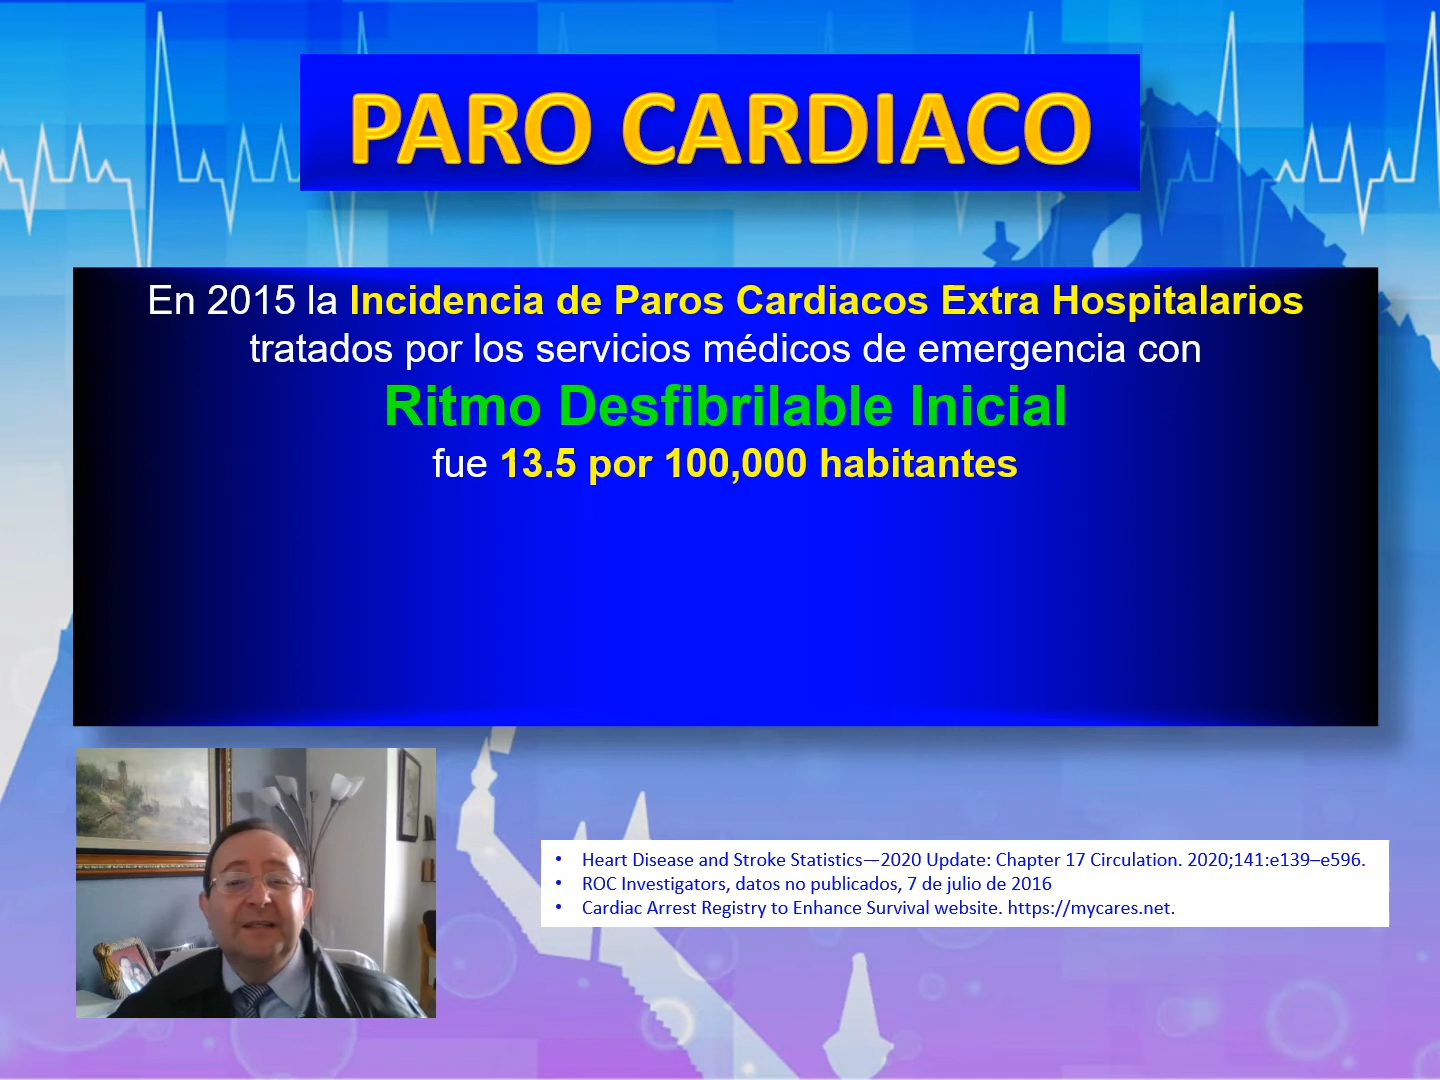 PARO CARDIACO
En 2015 la Incidencia de Paros Cardiacos Extra Hospitalarios
tratados por los servicios médicos de emergencia con
Ritmo Desfibrilable Inicial
fue 13.5 por 100,000 habitantes
• Heart Disease and Stroke Statistics—2020 Update: Chapter 17 Circulation. 2020;141:e139–e596.
• ROC Investigators, datos no publicados, 7 de julio de 2016
• Cardiac Arrest Registry to Enhance Survival website. https://mycares.net.